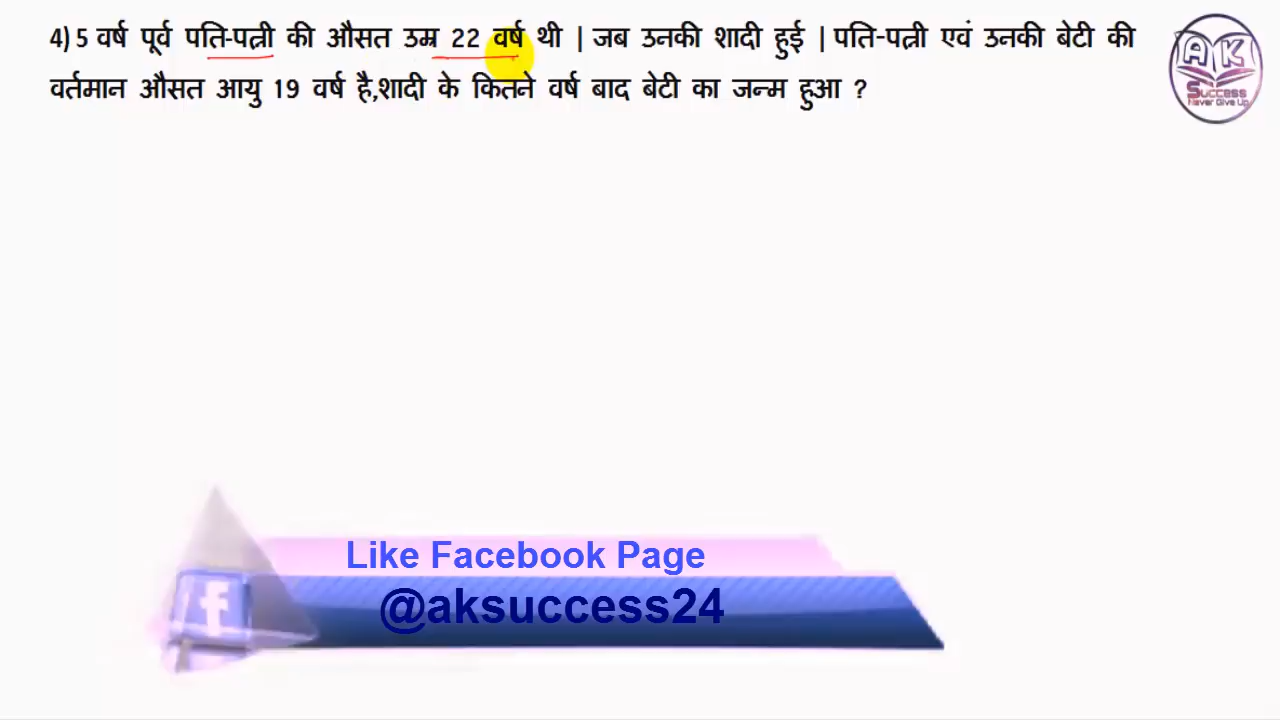 4) 5 वर्ष पूर्व पति-पत्नी की औसत उम्र 22 वर्ष थी | जब उनकी शादी हुई | पति-पत्नी एवं उनकी बेटी की
वर्तमान औसत आयु 19 वर्ष है,शादी के कितने वर्ष बाद बेटी का जन्म हुआ ?
AK
Success
Never Give Up
Like Facebook Page
@aksuccess24
f